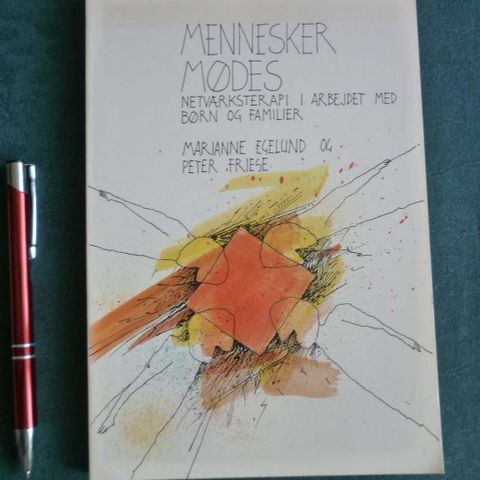 MENNESKER
MØDES
NETVÆRKSTERAPI I ARBEJDET MED
BØRN OG FAMILIER
MARIANNE EGELUND OG
PETER FRIESE